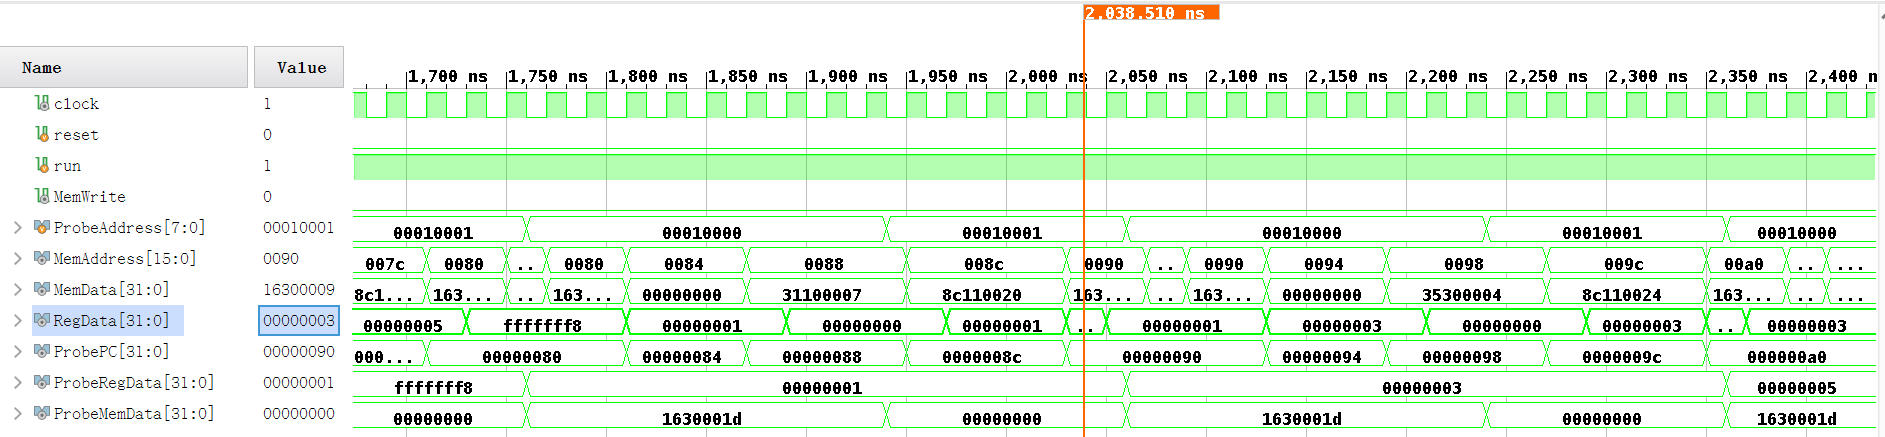 2,038.510 ns
Name Value
1,700 ns 1,750 ns 1,800 ns 1,850 ns 1,900 ns 1,950 ns 2,000 ns 2,050 ns 2,100 ns 2,150 ns 2,200 ns 2,250 ns 2,300 ns 2,350 ns 2,400 n
clock 1
reset 0
run 1
MemWrite 0
ProbeAddress[7:0] 00010001 00010001 00010000 00010001 00010000 00010001 00010000
MemAddress[15:0] 0090 007c 0080 .. 0080 0084 0088 008c 0090 .. 0090 0094 0098 009c 00a0 .. ...
MemData[31:0] 16300009 8c1... 163... .. 163... 00000000 31100007 8c110020 163... .. 163... 00000000 35300004 8c110024 163... .. ...
RegData[31:0] 00000003 00000005 fffffff8 00000001 00000000 00000001 .. 00000001 00000003 00000000 00000003 .. 00000003
ProbePC[31:0] 00000090 000... 00000080 00000084 00000088 0000008c 00000090 00000094 00000098 0000009c 000000a0
ProbeRegData[31:0] 00000001 fffffff8 00000001 00000003 00000005
ProbeMemData[31:0] 00000000 00000000 1630001d 00000000 1630001d 00000000 1630001d